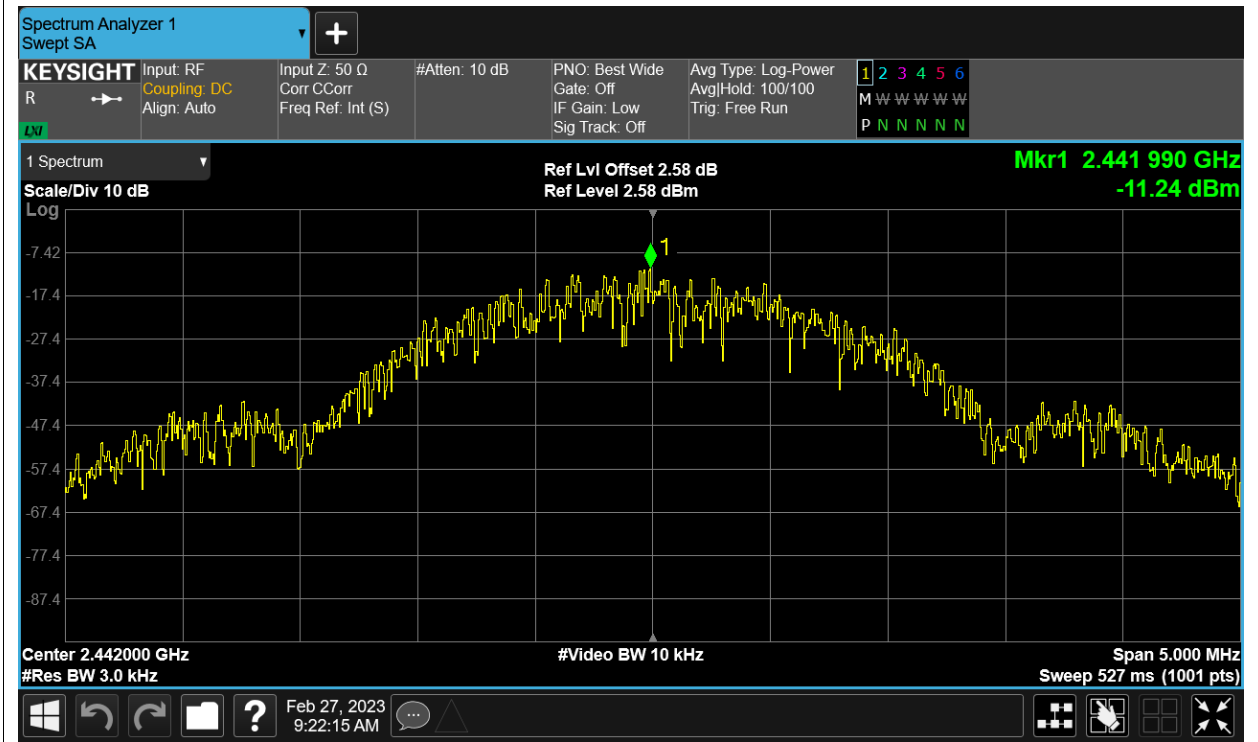 Spectrum Analyzer 1
Swept SA
KEYSIGHT
R
LXI
Input: RF
Coupling: DC
Align: Auto
Input Z: 50 Ω
Corr CCorr
Freq Ref: Int (S)
#Atten: 10 dB
PNO: Best Wide
Gate: Off
IF Gain: Low
Sig Track: Off
Avg Type: Log-Power
Avg|Hold: 100/100
Trig: Free Run
1 2 3 4 5 6
M W W W W W
P N N N N N
1 Spectrum
Scale/Div 10 dB
Log
Ref Lvl Offset 2.58 dB
Ref Level 2.58 dBm
Mkr1 2.441 990 GHz
-11.24 dBm
1
-7.42
-17.4
-27.4
-37.4
-47.4
-57.4
-67.4
-77.4
-87.4
Center 2.442000 GHz
#Res BW 3.0 kHz
#Video BW 10 kHz
Span 5.000 MHz
Sweep 527 ms (1001 pts)
?
Feb 27, 2023
9:22:15 AM